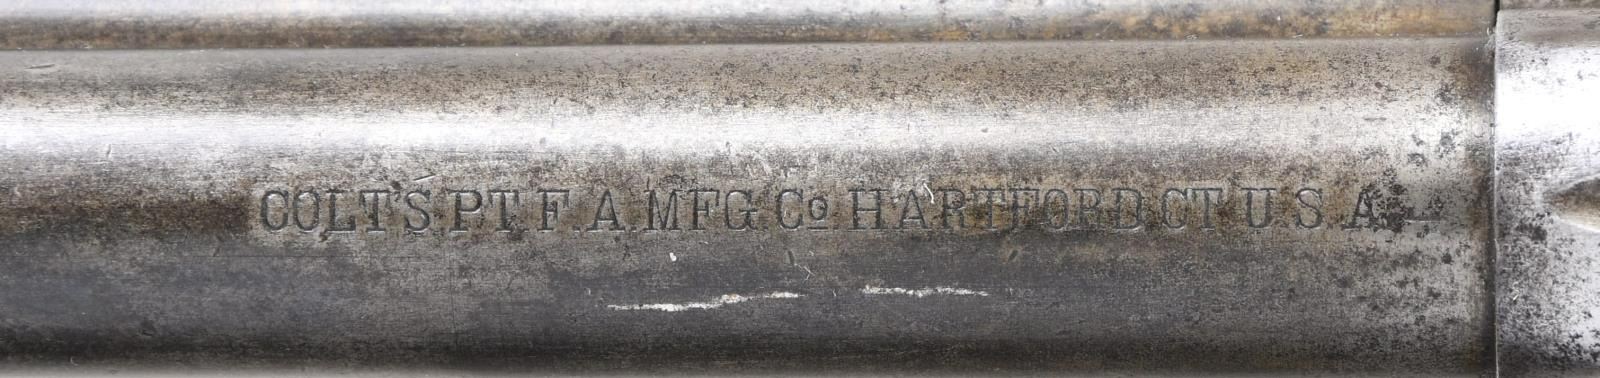 COLT'S PT F.A. MFG. Co HARTFORD CT U S A